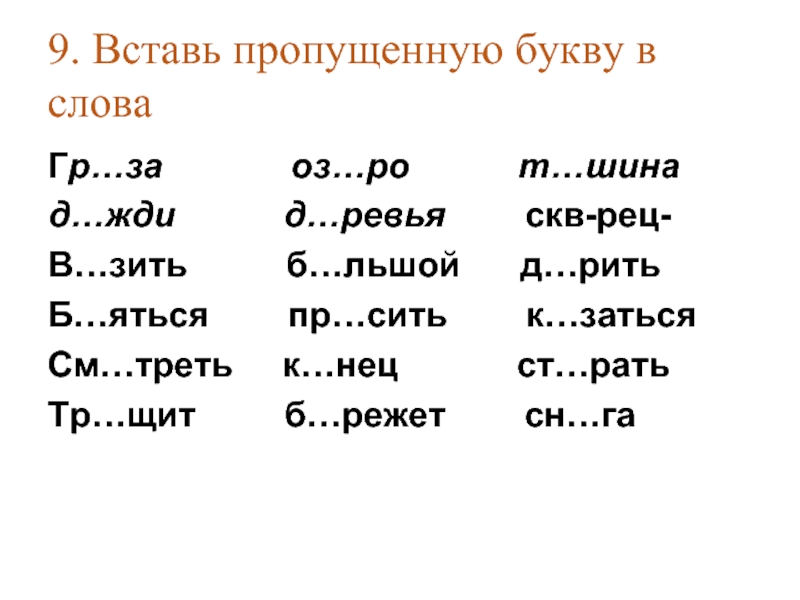 9. Вставь пропущенную букву в
слова
Гр…за оз…ро т…шина
д…жди д…ревья скв-рец-
В…зить б…льшой д…рить
Б…яться пр…сить к…заться
См…треть к…нец ст…рать
Тр…щит б…режет сн…га